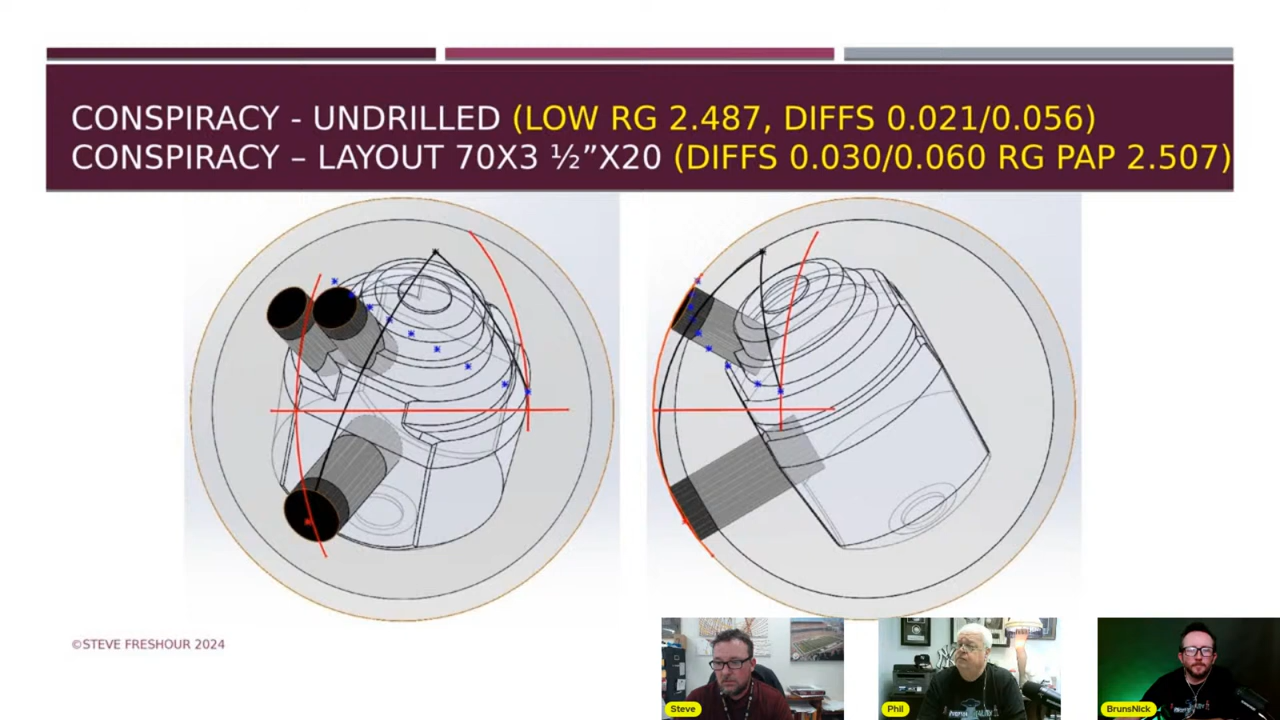 CONSPIRACY - UNDRILLED (LOW RG 2.487, DIFFS 0.021/0.056)
CONSPIRACY – LAYOUT 70X3 ½”X20 (DIFFS 0.030/0.060 RG PAP 2.507)
©STEVE FRESHOUR 2024
Steve
Phil
BrunsNick